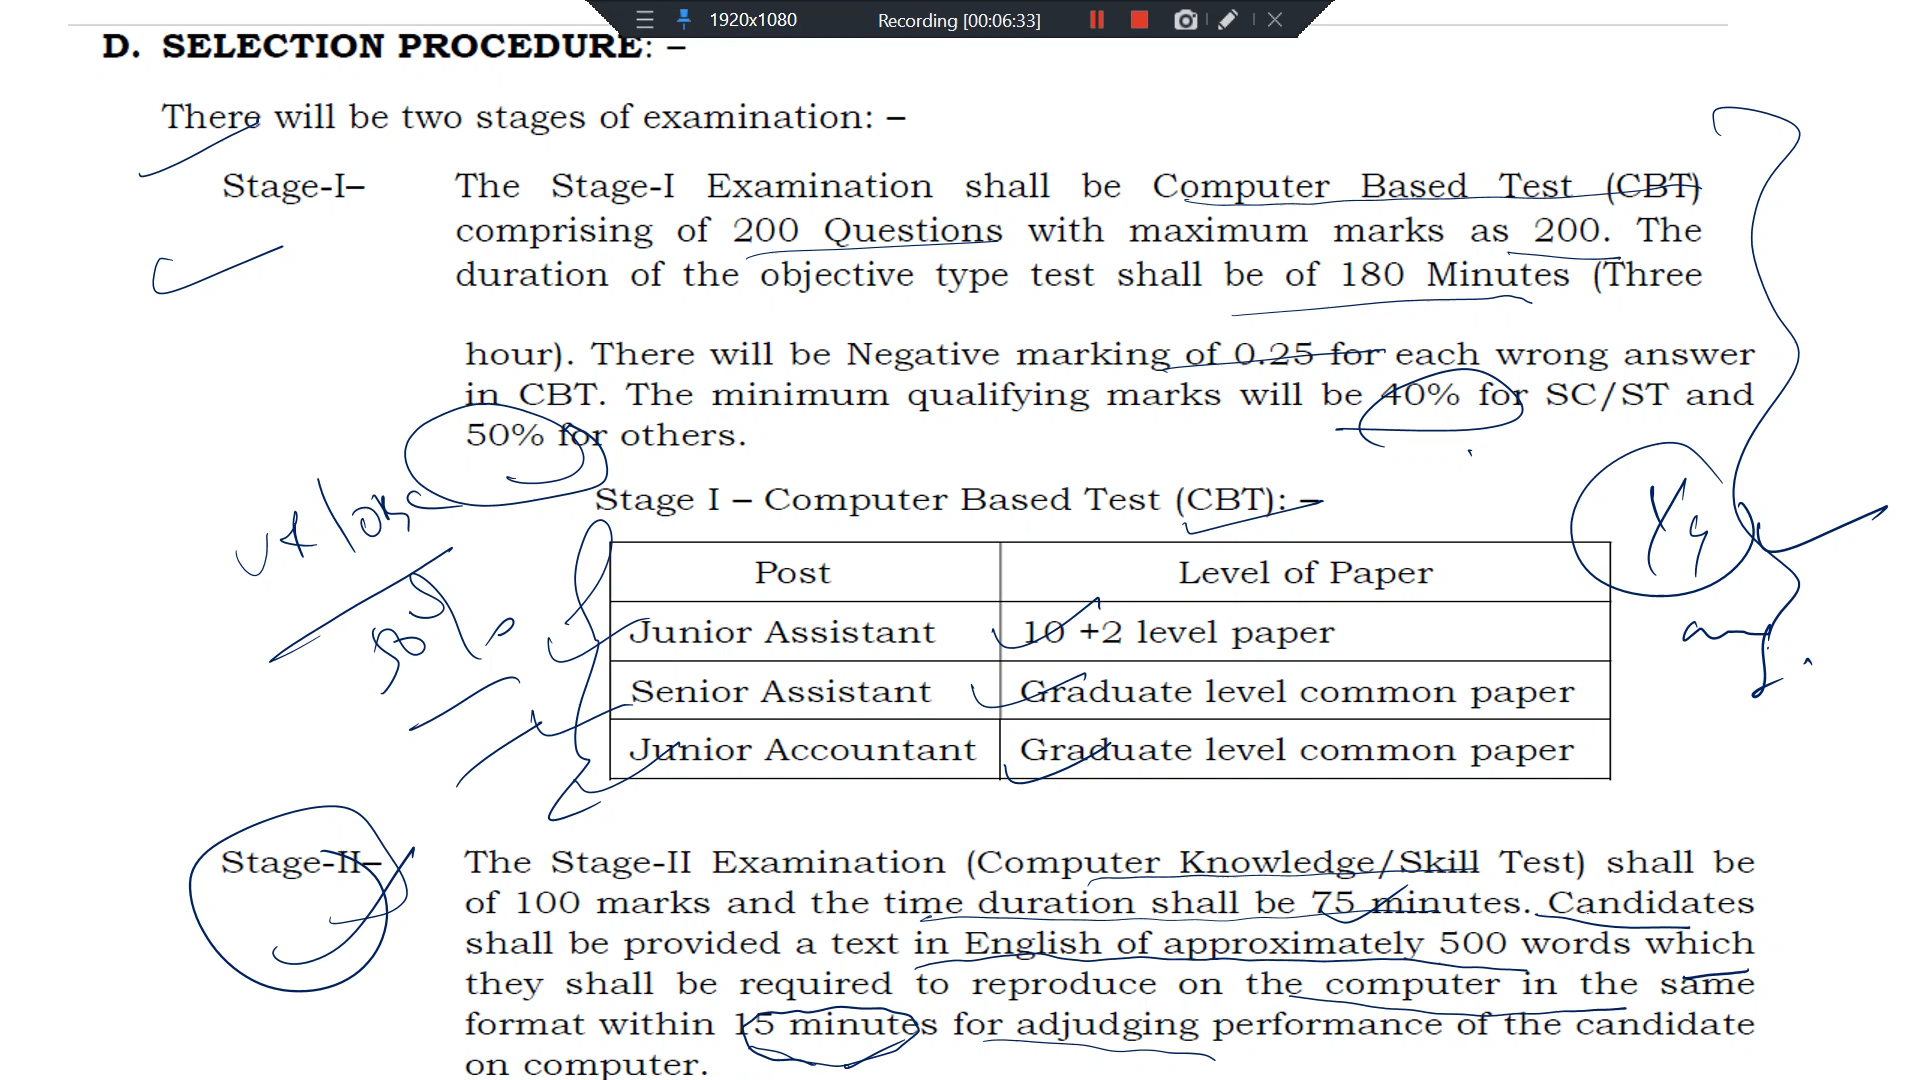 1920x1080 Recording [00:06:33]
D. SELECTION PROCEDURE: –
There will be two stages of examination: –
Stage-I– The Stage-I Examination shall be Computer Based Test (CBT)
comprising of 200 Questions with maximum marks as 200. The
duration of the objective type test shall be of 180 Minutes (Three
hour). There will be Negative marking of 0.25 for each wrong answer
in CBT. The minimum qualifying marks will be 40% for SC/ST and
50% for others.
Stage I – Computer Based Test (CBT): –
Post Level of Paper
Junior Assistant 10 +2 level paper
Senior Assistant Graduate level common paper
Junior Accountant Graduate level common paper
Stage-II– The Stage-II Examination (Computer Knowledge/Skill Test) shall be
of 100 marks and the time duration shall be 75 minutes. Candidates
shall be provided a text in English of approximately 500 words which
they shall be required to reproduce on the computer in the same
format within 15 minutes for adjudging performance of the candidate
on computer.